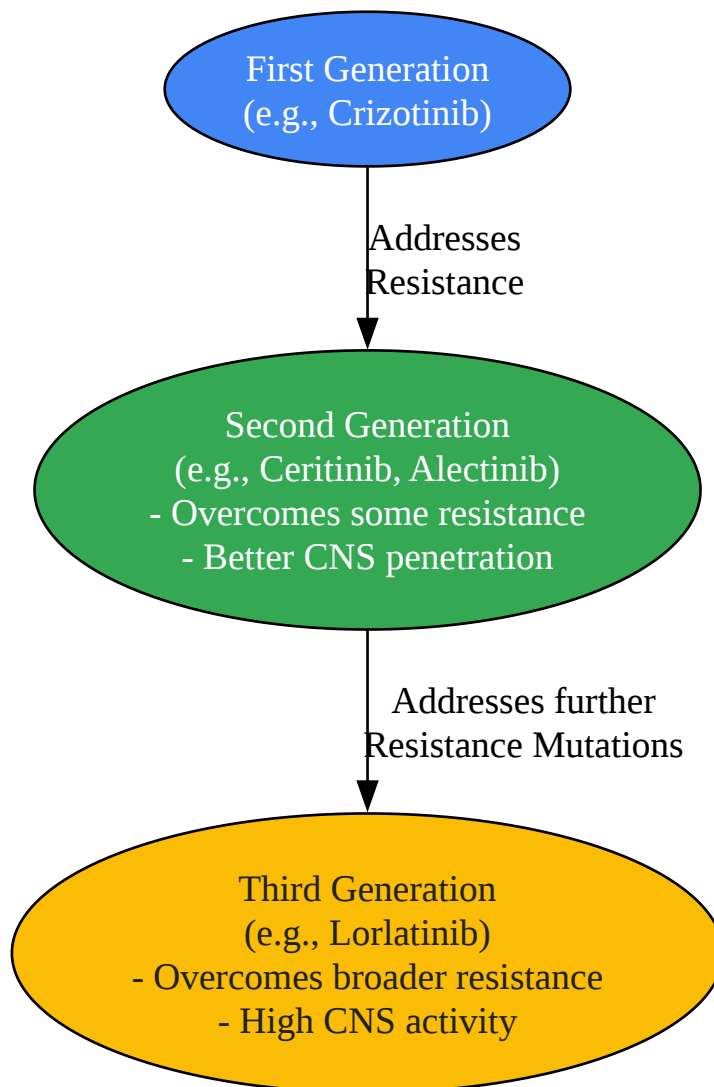 First Generation
(e.g., Crizotinib)
Addresses
Resistance
Second Generation
(e.g., Ceritinib, Alectinib)
- Overcomes some resistance
- Better CNS penetration
Addresses further
Resistance Mutations
Third Generation
(e.g., Lorlatinib)
- Overcomes broader resistance
- High CNS activity